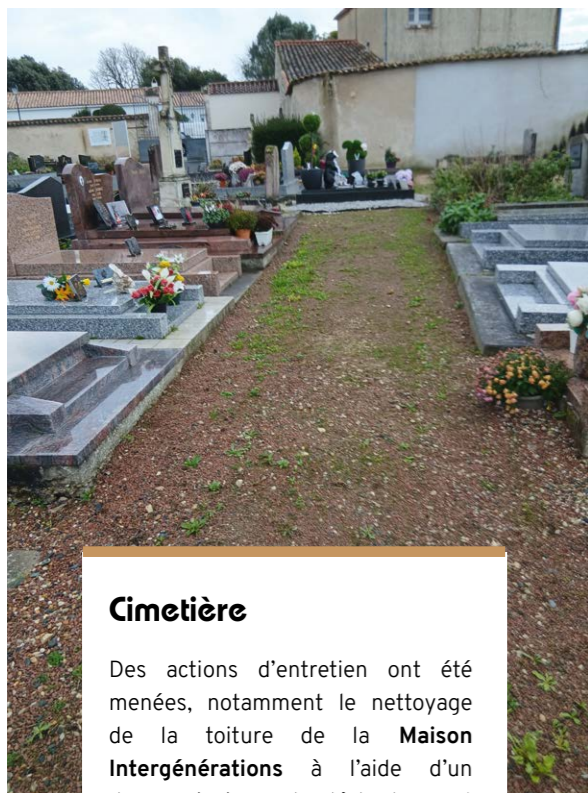 Cimetière
Des actions d'entretien ont été
menées, notamment le nettoyage
de la toiture de la Maison
Intergénérations à l'aide d'un